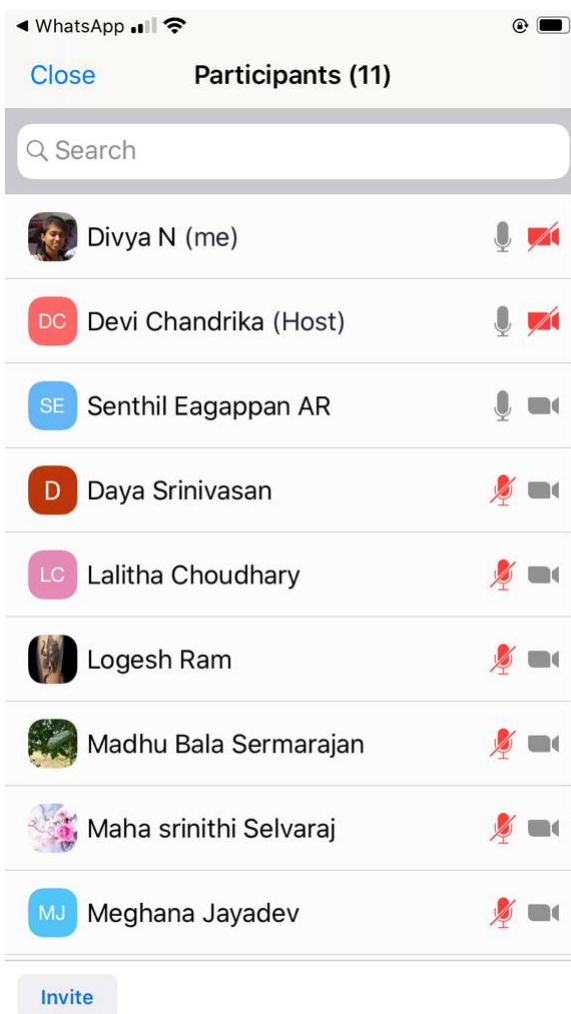 WhatsApp
Close Participants (11)
Search
Divya N (me)
DC Devi Chandrika (Host)
SE Senthil Eagappan AR
D Daya Srinivasan
LC Lalitha Choudhary
Logesh Ram
Madhu Bala Sermarajan
Maha srinithi Selvaraj
MJ Meghana Jayadev
Invite